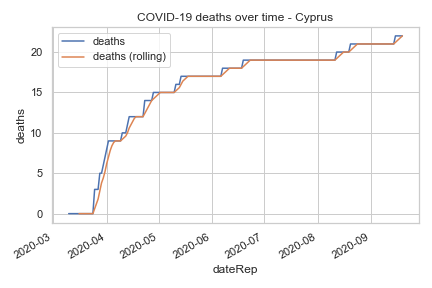 COVID-19 deaths over time - Cyprus
deaths
deaths (rolling)
deaths
20
15
10
5
0
2020-03
2020-04
2020-05
2020-06
2020-07
2020-08
2020-09
dateRep